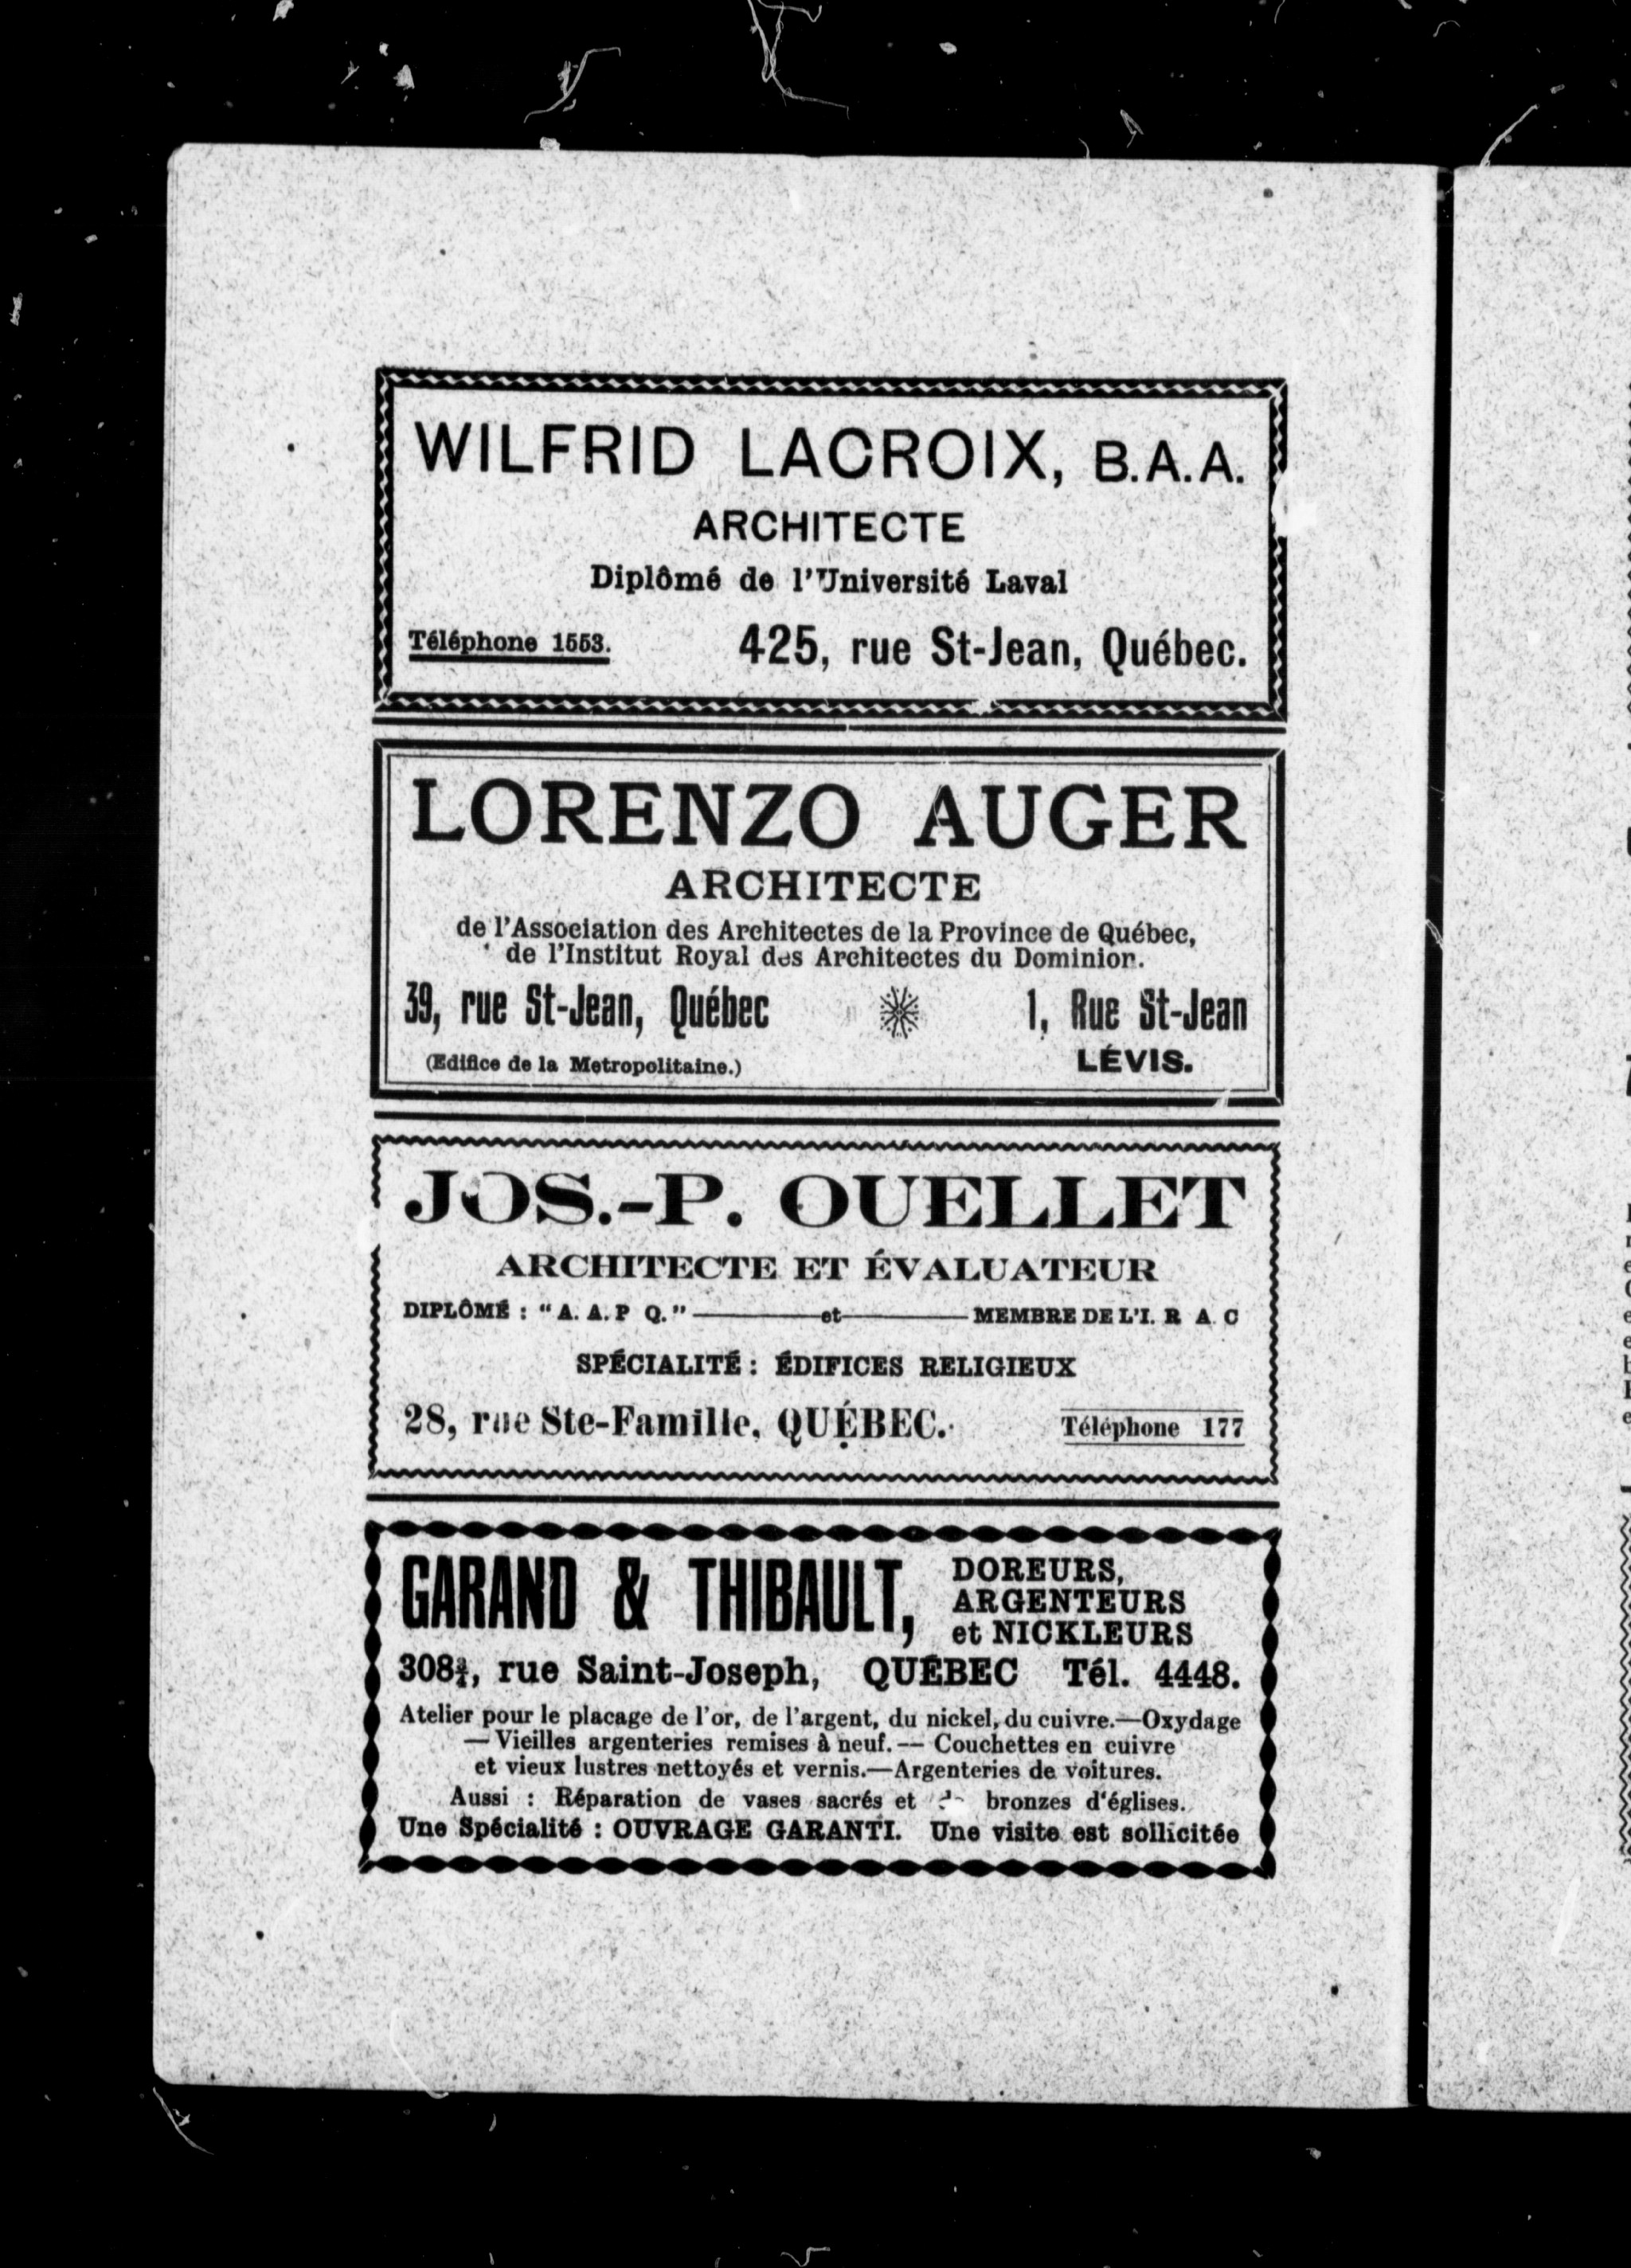 WILFRID LACROIX, B.A.A.
ARCHITECTE
Diplômé de l'Université Laval
Téléphone 1553. 425, rue St-Jean, Québec.
LORENZO AUGER
ARCHITECTE
de l'Association des Architectes de la Province de Québec,
de l'Institut Royal des Architectes du Dominion.
39, rue St-Jean, Québec 1, Rue St-Jean
(Edifice de la Metropolitaine.) LÉVIS.
JOS.-P. OUELLET
ARCHITECTE ET ÉVALUATEUR
DIPLÔMÉ : "A. A. P Q."——et——MEMBRE DE L'I. R A. C
SPÉCIALITÉ : ÉDIFICES RELIGIEUX
28, rue Ste-Famille, QUÉBEC. Téléphone 177
GARAND & THIBAULT, DOREURS,
ARGENTEURS
et NICKLEURS
308¾, rue Saint-Joseph, QUÉBEC Tél. 4448.
Atelier pour le placage de l'or, de l'argent, du nickel, du cuivre.—Oxydage
— Vieilles argenteries remises à neuf. — Couchettes en cuivre
et vieux lustres nettoyés et vernis.—Argenteries de voitures.
Aussi : Réparation de vases sacrés et bronzes d'églises.
Une Spécialité : OUVRAGE GARANTI. Une visite est sollicitée